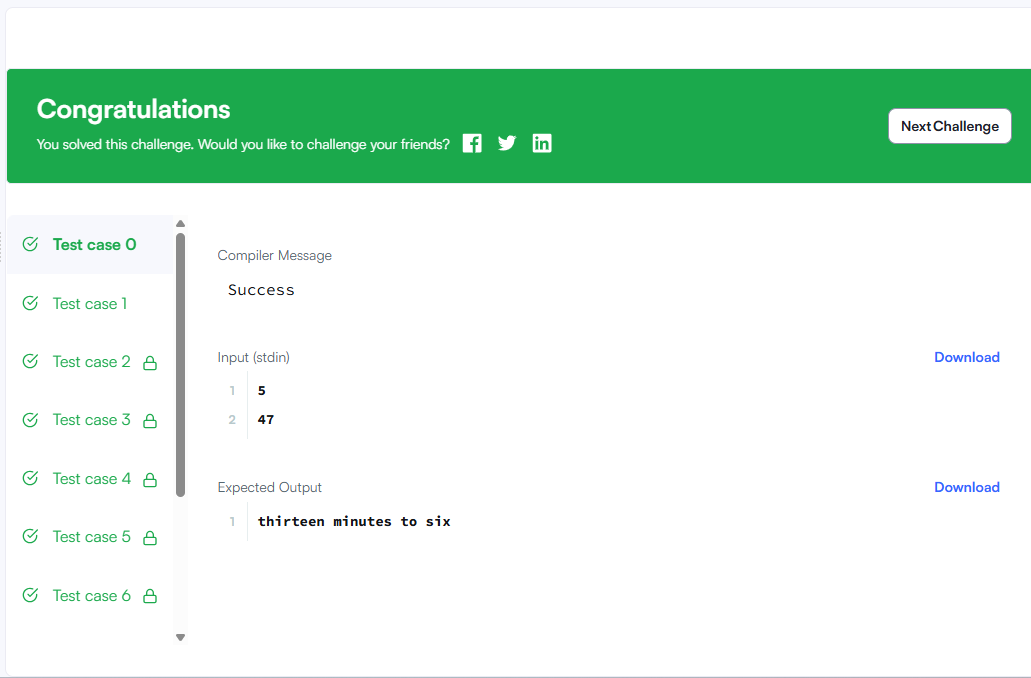 Congratulations
You solved this challenge. Would you like to challenge your friends?
Next Challenge
Test case 0
Test case 1
Test case 2
Test case 3
Test case 4
Test case 5
Test case 6
Compiler Message
Success
Input (stdin)
Download
1 5
2 47
Expected Output
Download
1 thirteen minutes to six